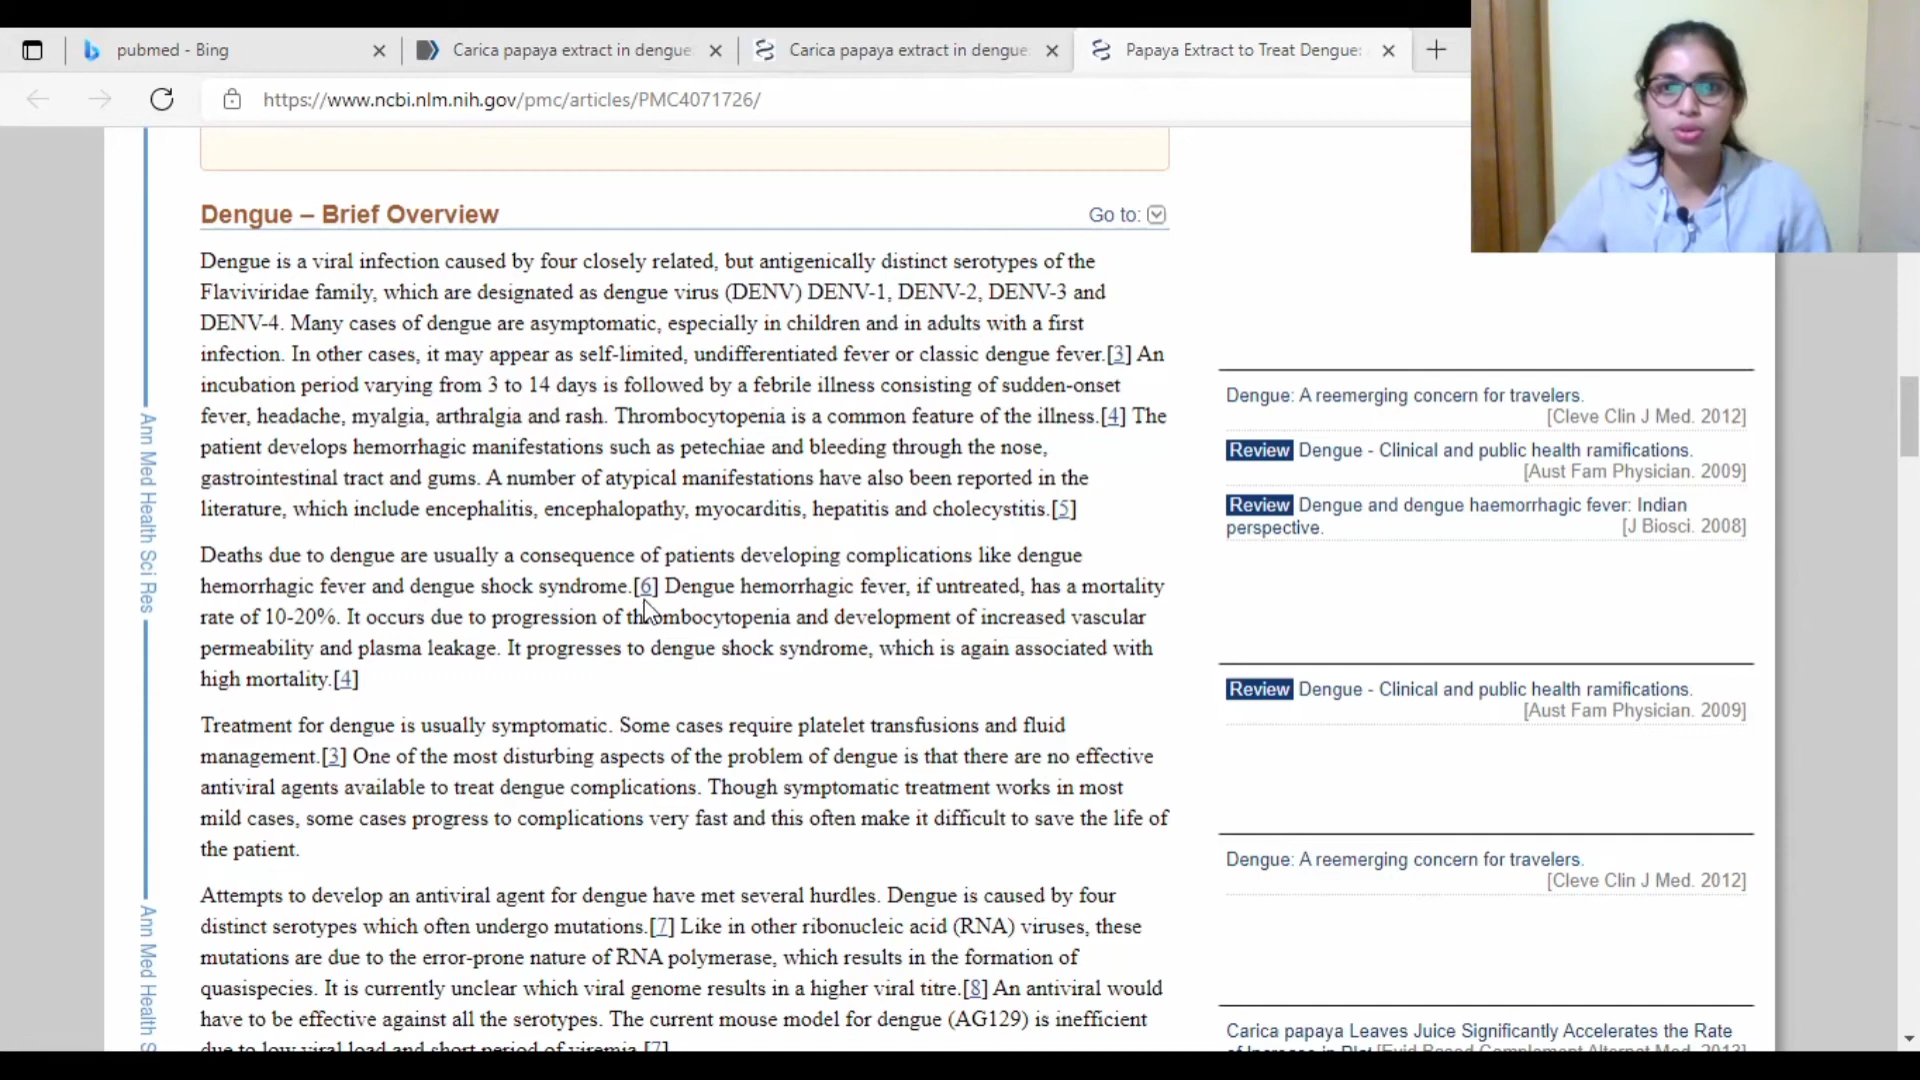 pubmed - Bing
Carica papaya extract in dengue
Carica papaya extract in dengue
Papaya Extract to Treat Dengue:
https://www.ncbi.nlm.nih.gov/pmc/articles/PMC4071726/
Dengue – Brief Overview
Go to:
Dengue is a viral infection caused by four closely related, but antigenically distinct serotypes of the
Flaviviridae family, which are designated as dengue virus (DENV) DENV-1, DENV-2, DENV-3 and
DENV-4. Many cases of dengue are asymptomatic, especially in children and in adults with a first
infection. In other cases, it may appear as self-limited, undifferentiated fever or classic dengue fever.[3] An
incubation period varying from 3 to 14 days is followed by a febrile illness consisting of sudden-onset
fever, headache, myalgia, arthralgia and rash. Thrombocytopenia is a common feature of the illness.[4] The
patient develops hemorrhagic manifestations such as petechiae and bleeding through the nose,
gastrointestinal tract and gums. A number of atypical manifestations have also been reported in the
literature, which include encephalitis, encephalopathy, myocarditis, hepatitis and cholecystitis.[5]
Deaths due to dengue are usually a consequence of patients developing complications like dengue
hemorrhagic fever and dengue shock syndrome.[6] Dengue hemorrhagic fever, if untreated, has a mortality
rate of 10-20%. It occurs due to progression of thrombocytopenia and development of increased vascular
permeability and plasma leakage. It progresses to dengue shock syndrome, which is again associated with
high mortality.[4]
Treatment for dengue is usually symptomatic. Some cases require platelet transfusions and fluid
management.[3] One of the most disturbing aspects of the problem of dengue is that there are no effective
antiviral agents available to treat dengue complications. Though symptomatic treatment works in most
mild cases, some cases progress to complications very fast and this often make it difficult to save the life of
the patient.
Attempts to develop an antiviral agent for dengue have met several hurdles. Dengue is caused by four
distinct serotypes which often undergo mutations.[7] Like in other ribonucleic acid (RNA) viruses, these
mutations are due to the error-prone nature of RNA polymerase, which results in the formation of
quasispecies. It is currently unclear which viral genome results in a higher viral titre.[8] An antiviral would
have to be effective against all the serotypes. The current mouse model for dengue (AG129) is inefficient
due to low viral load and short period of viremia.[7]
Ann Med Health Sci Res
Ann Med Health S
Dengue: A reemerging concern for travelers.
[Cleve Clin J Med. 2012]
Review Dengue - Clinical and public health ramifications.
[Aust Fam Physician. 2009]
Review Dengue and dengue haemorrhagic fever: Indian
perspective. [J Biosci. 2008]
Review Dengue - Clinical and public health ramifications.
[Aust Fam Physician. 2009]
Dengue: A reemerging concern for travelers.
[Cleve Clin J Med. 2012]
Carica papaya Leaves Juice Significantly Accelerates the Rate
of Increase in Plat [Evid Based Complement Alternat Med. 2013]